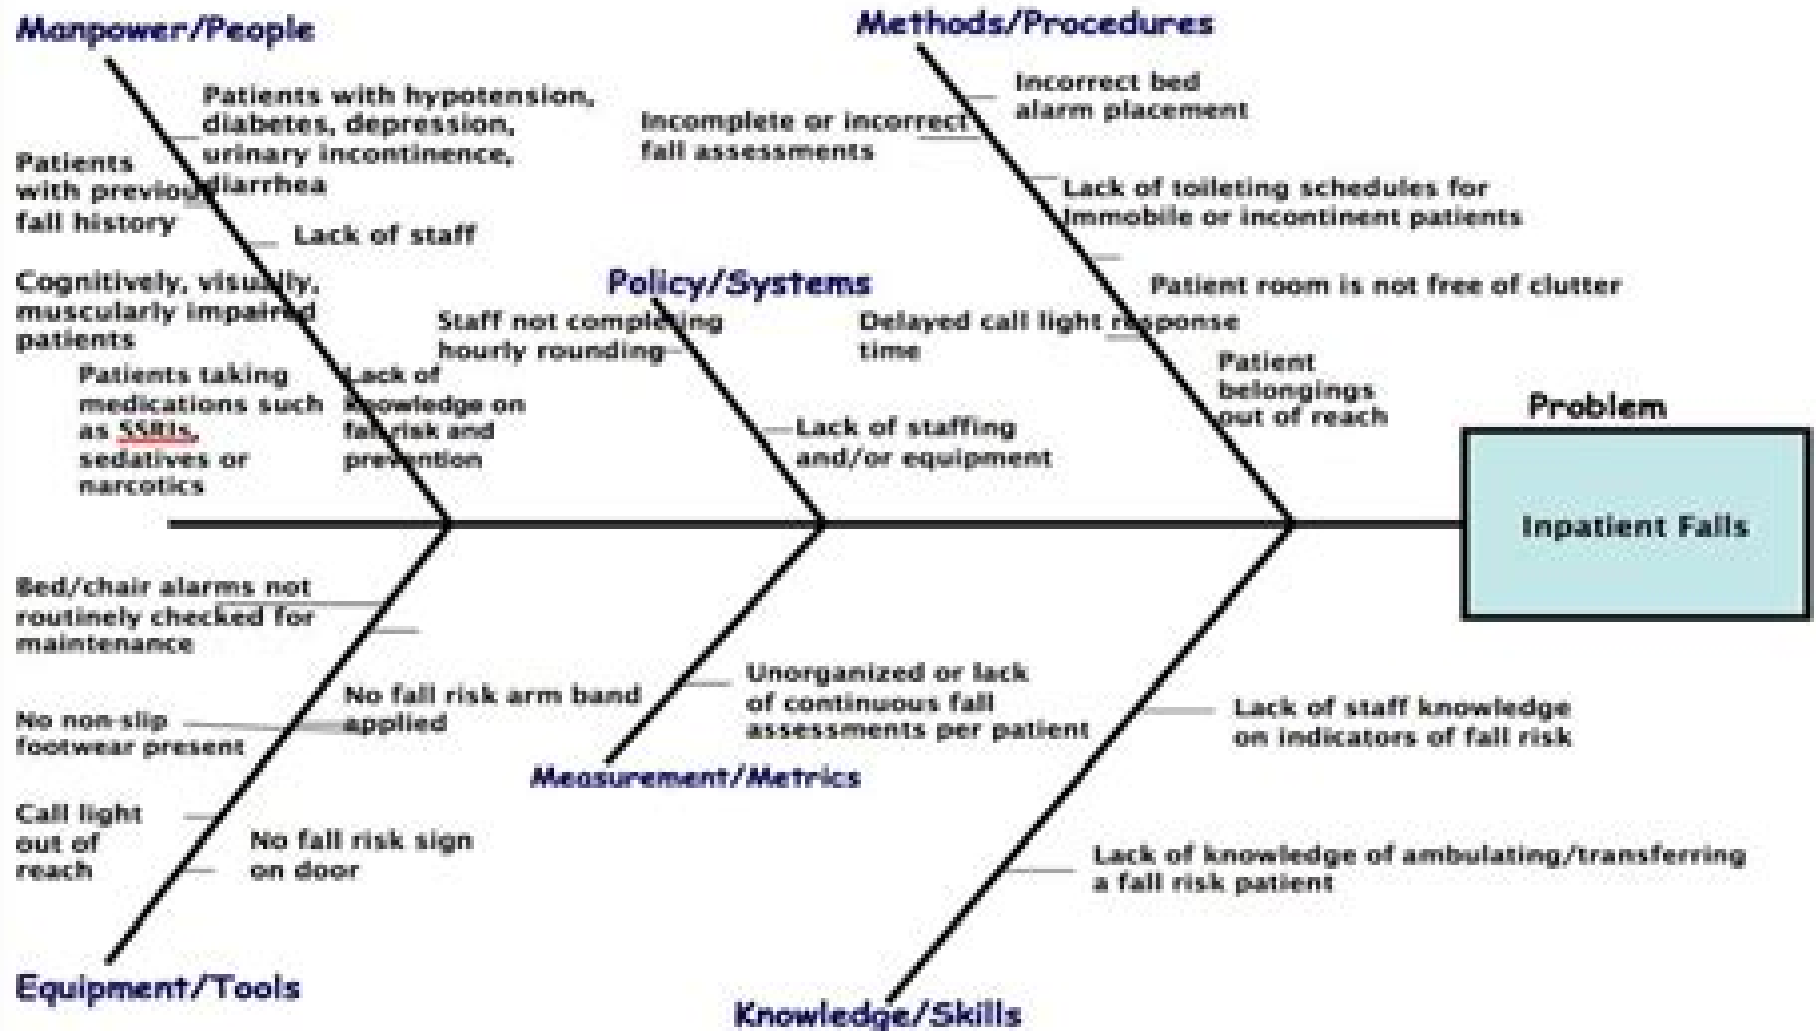 Manpower/People
Patients with hypotension,
diabetes, depression,
urinary incontinence,
diarrhea
Patients
with previous
fall history
Lack of staff
Cognitively, visually,
muscularly impaired
patients
Patients taking
medications such
as SSRIs,
sedatives or
narcotics
Lack of
knowledge on
fall risk and
prevention
Policy/Systems
Staff not completing
hourly rounding
Lack of staffing
and/or equipment
Methods/Procedures
Incorrect bed
alarm placement
Incomplete or incorrect
fall assessments
Lack of toileting schedules for
Immobile or incontinent patients
Patient room is not free of clutter
Delayed call light response
time
Patient
belongings
out of reach
Problem
Inpatient Falls
Bed/chair alarms not
routinely checked for
maintenance
No fall risk arm band
applied
No non-slip
footwear present
Call light
out of
reach
No fall risk sign
on door
Equipment/Tools
Unorganized or lack
of continuous fall
assessments per patient
Measurement/Metrics
Lack of staff knowledge
on indicators of fall risk
Lack of knowledge of ambulating/transferring
a fall risk patient
Knowledge/Skills